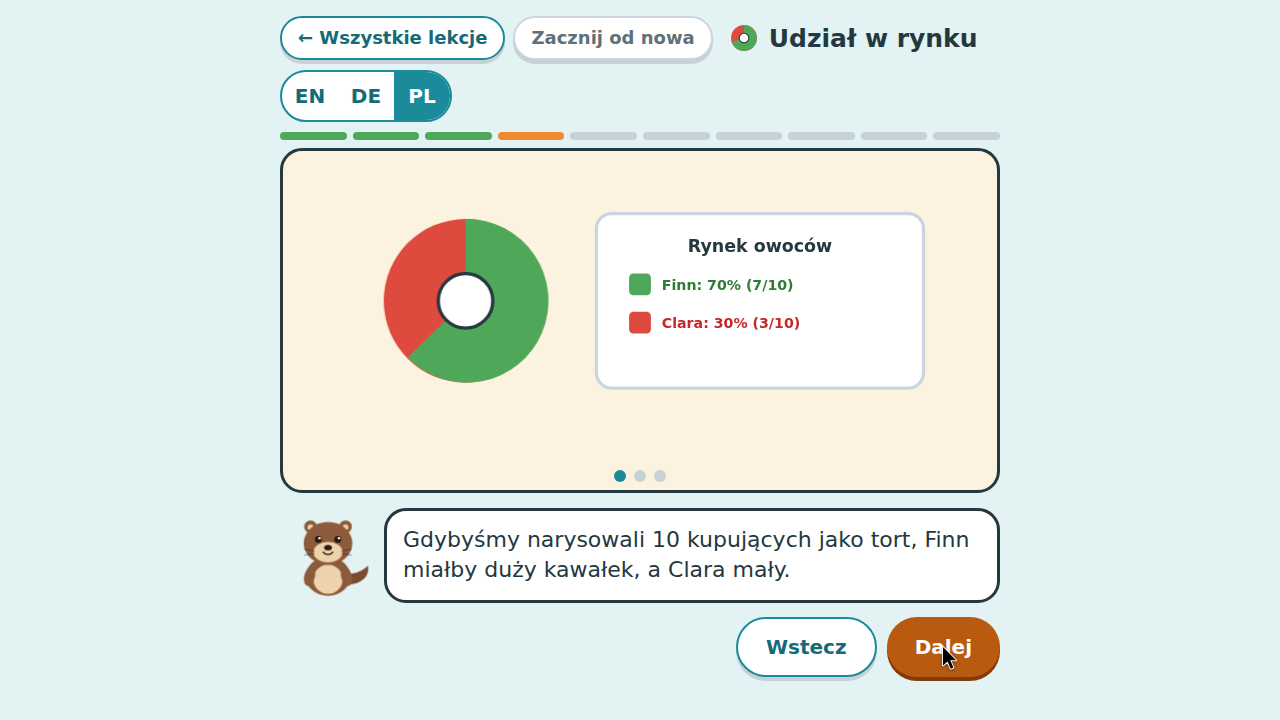 ← Wszystkie lekcje
Zacznij od nowa
Udział w rynku
EN DE PL
Rynek owoców
Finn: 70% (7/10)
Clara: 30% (3/10)
Gdybyśmy narysowali 10 kupujących jako tort, Finn
miałby duży kawałek, a Clara mały.
Wstecz
Dalej